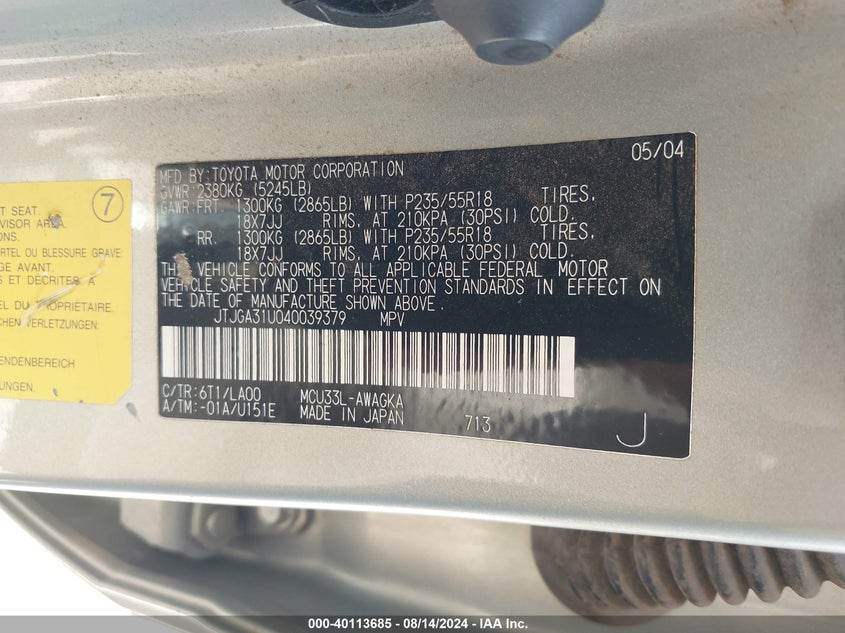 7
T SEAT.
VISOR AREA.
ONS.
RTEL OU BLESSURE GRAVE:
GE AVANT.
S ET DÉCRITES A
EL DU PROPRIÉTAIRE.
VERLETZUNGEN.
ENDENBEREICH
UNGEN.
MFD BY:TOYOTA MOTOR CORPORATION 05/04
GVWR:2380KG (5245LB)
GAWR:FRT. 1300KG (2865LB) WITH P235/55R18 TIRES,
18X7JJ RIMS, AT 210KPA (30PSI) COLD.
RR. 1300KG (2865LB) WITH P235/55R18 TIRES,
18X7JJ RIMS, AT 210KPA (30PSI) COLD.
THIS VEHICLE CONFORMS TO ALL APPLICABLE FEDERAL MOTOR
VEHICLE SAFETY AND THEFT PREVENTION STANDARDS IN EFFECT ON
THE DATE OF MANUFACTURE SHOWN ABOVE.
JTJGA31U040039379 MPV
C/TR:6T1/LA00 MCU33L-AWAGKA
A/TM:-01A/U151E MADE IN JAPAN 713 J
000-40113685 - 08/14/2024 - IAA Inc.